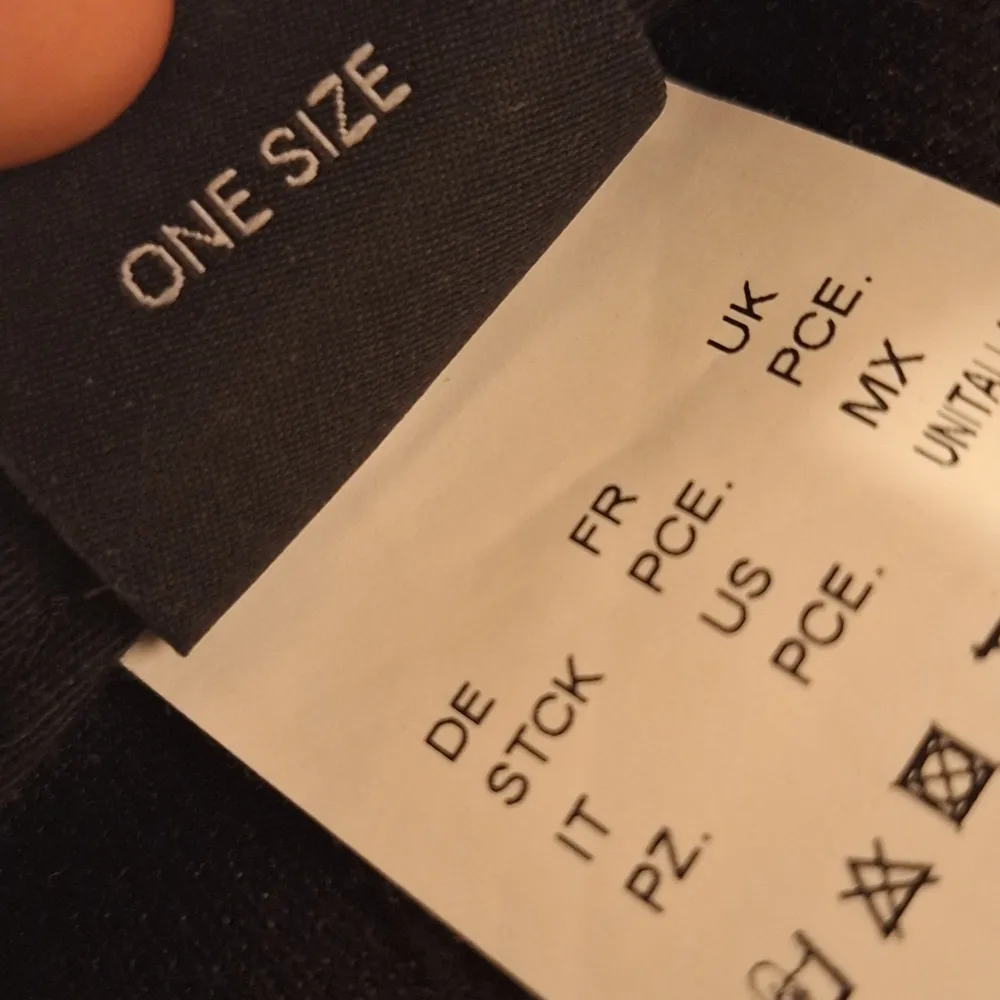 ONE SIZE
DE FR UK
STCK PCE. PCE.
IT US MX
PZ. PCE.